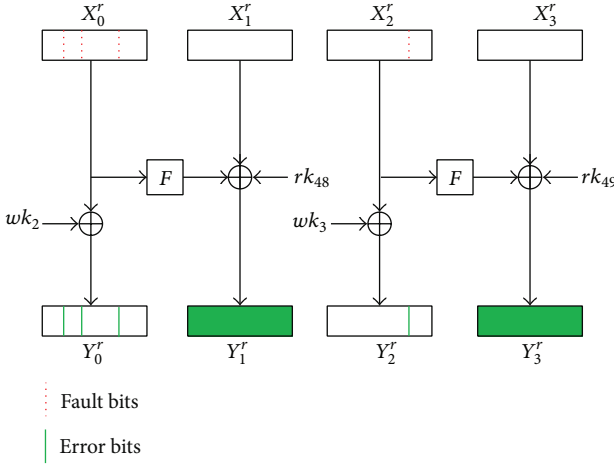 X_0^r X_1^r X_2^r X_3^r
F rk_48 F rk_49
wk_2 wk_3
Y_0^r Y_1^r Y_2^r Y_3^r
Fault bits
Error bits